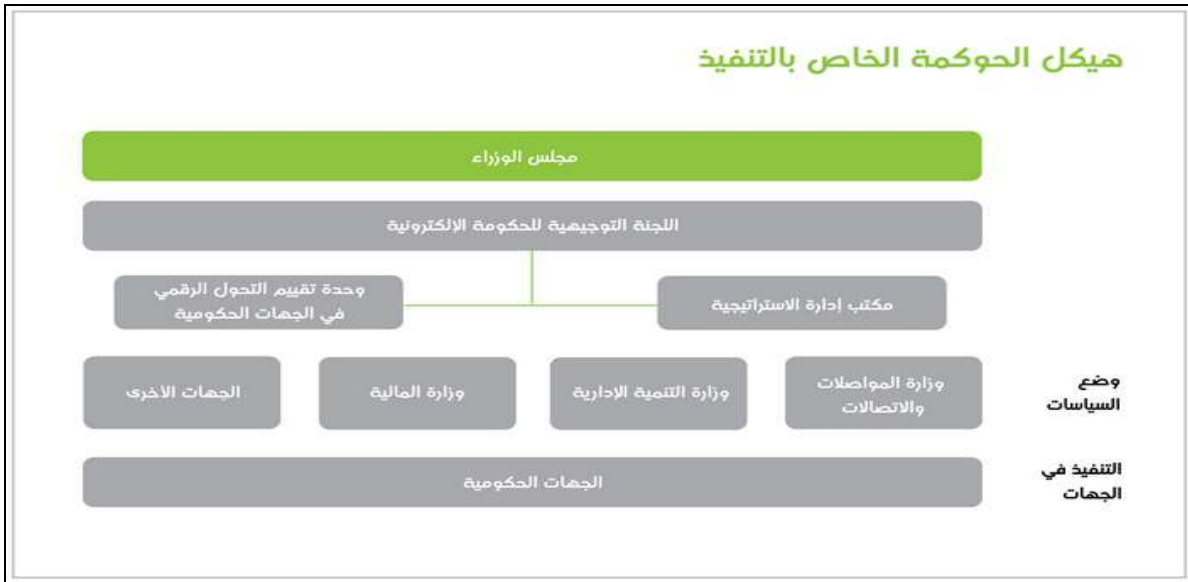 هيكل الحوكمة الخاص بالتنفيذ
مجلس الوزراء
اللجنة التوجيهية للحكومة الإلكترونية
مكتب إدارة الاستراتيجية
وحدة تقييم التحول الرقمي
في الجهات الحكومية
وضع
السياسات
وزارة المواصلات
والاتصالات
وزارة التنمية الإدارية
وزارة المالية
الجهات الأخرى
التنفيذ في
الجهات
الجهات الحكومية